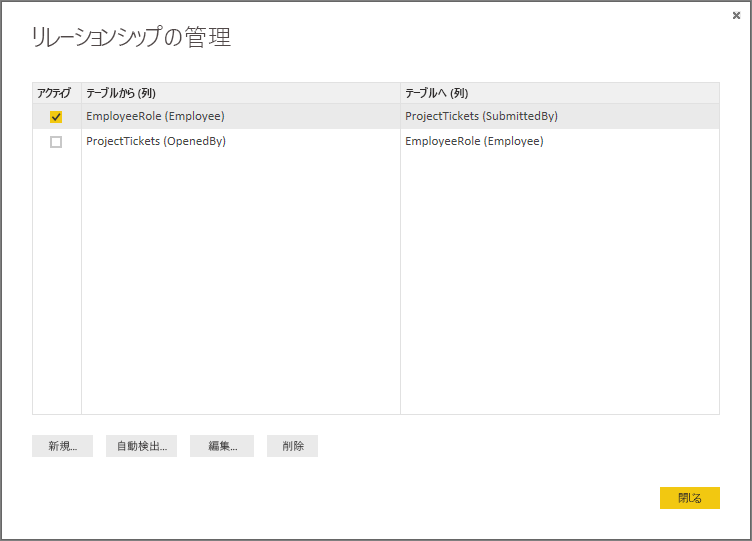 リレーションシップの管理
アクティブ テーブルから (列) テーブルへ (列)
EmployeeRole (Employee) ProjectTickets (SubmittedBy)
ProjectTickets (OpenedBy) EmployeeRole (Employee)
新規... 自動検出... 編集... 削除
閉じる